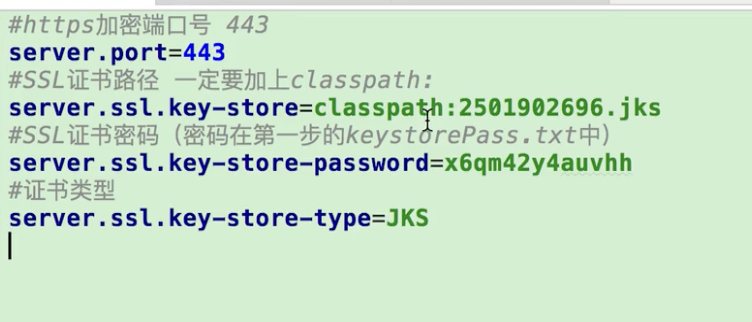 #https加密端口号 443
server.port=443
#SSL证书路径 一定要加上classpath:
server.ssl.key-store=classpath:2501902696.jks
#SSL证书密码（密码在第一步的keystorePass.txt中）
server.ssl.key-store-password=x6qm42y4auvhh
#证书类型
server.ssl.key-store-type=JKS